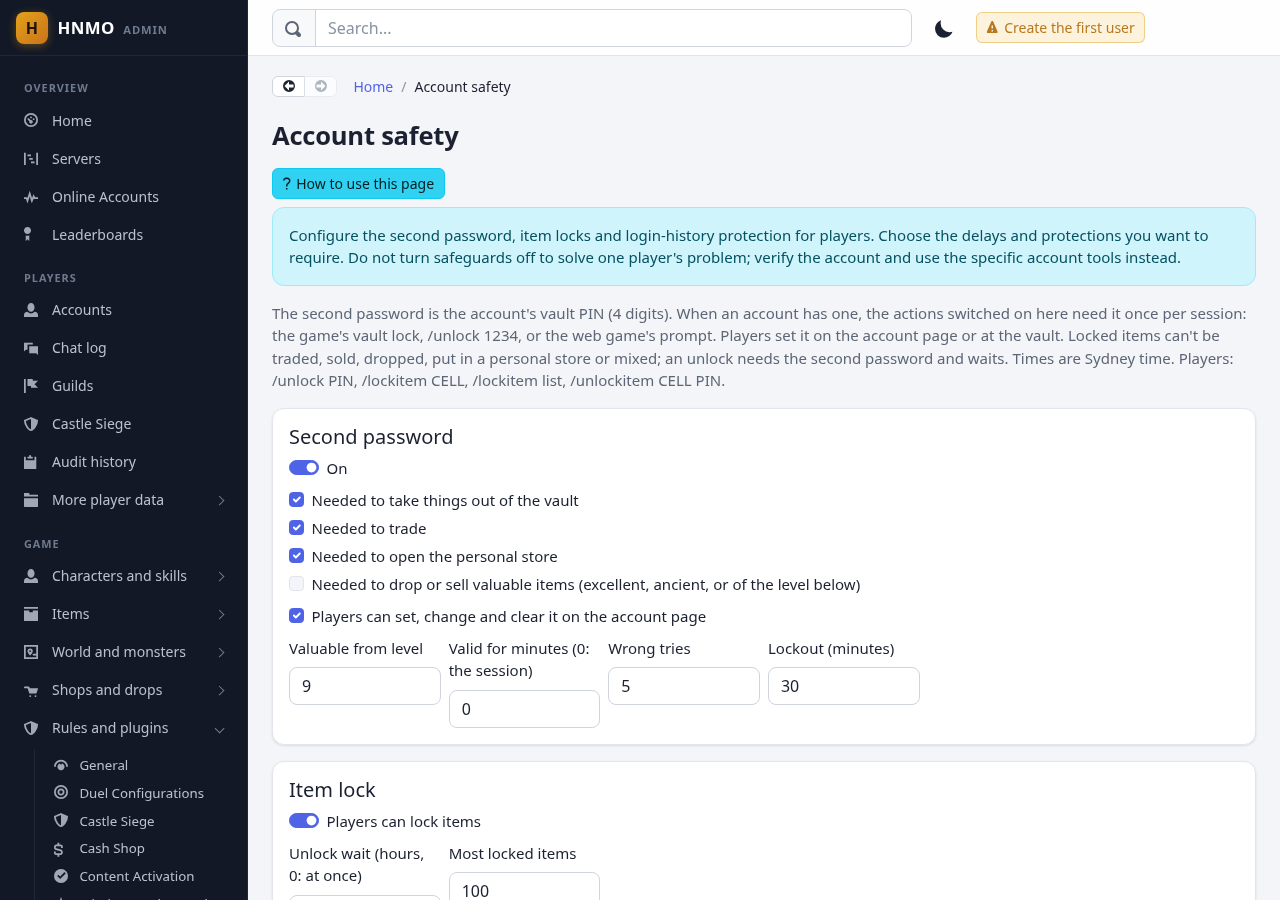 H HNMO ADMIN
Search...
Create the first user
OVERVIEW
Home
Servers
Online Accounts
Leaderboards
PLAYERS
Accounts
Chat log
Guilds
Castle Siege
Audit history
More player data
GAME
Characters and skills
Items
World and monsters
Shops and drops
Rules and plugins
General
Duel Configurations
Castle Siege
Cash Shop
Content Activation
Home / Account safety
Account safety
? How to use this page
Configure the second password, item locks and login-history protection for players. Choose the delays and protections you want to
require. Do not turn safeguards off to solve one player's problem; verify the account and use the specific account tools instead.
The second password is the account's vault PIN (4 digits). When an account has one, the actions switched on here need it once per session:
the game's vault lock, /unlock 1234, or the web game's prompt. Players set it on the account page or at the vault. Locked items can't be
traded, sold, dropped, put in a personal store or mixed; an unlock needs the second password and waits. Times are Sydney time. Players:
/unlock PIN, /lockitem CELL, /lockitem list, /unlockitem CELL PIN.
Second password
On
Needed to take things out of the vault
Needed to trade
Needed to open the personal store
Needed to drop or sell valuable items (excellent, ancient, or of the level below)
Players can set, change and clear it on the account page
Valuable from level
9
Valid for minutes (0:
the session)
0
Wrong tries
5
Lockout (minutes)
30
Item lock
Players can lock items
Unlock wait (hours,
0: at once)
Most locked items
100